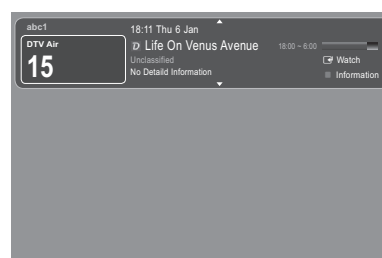 abc1
DTV Air
15
18:11 Thu 6 Jan
D Life On Venus Avenue 18:00 ~ 6:00
Unclassified
No Detaild Information
Watch
Information